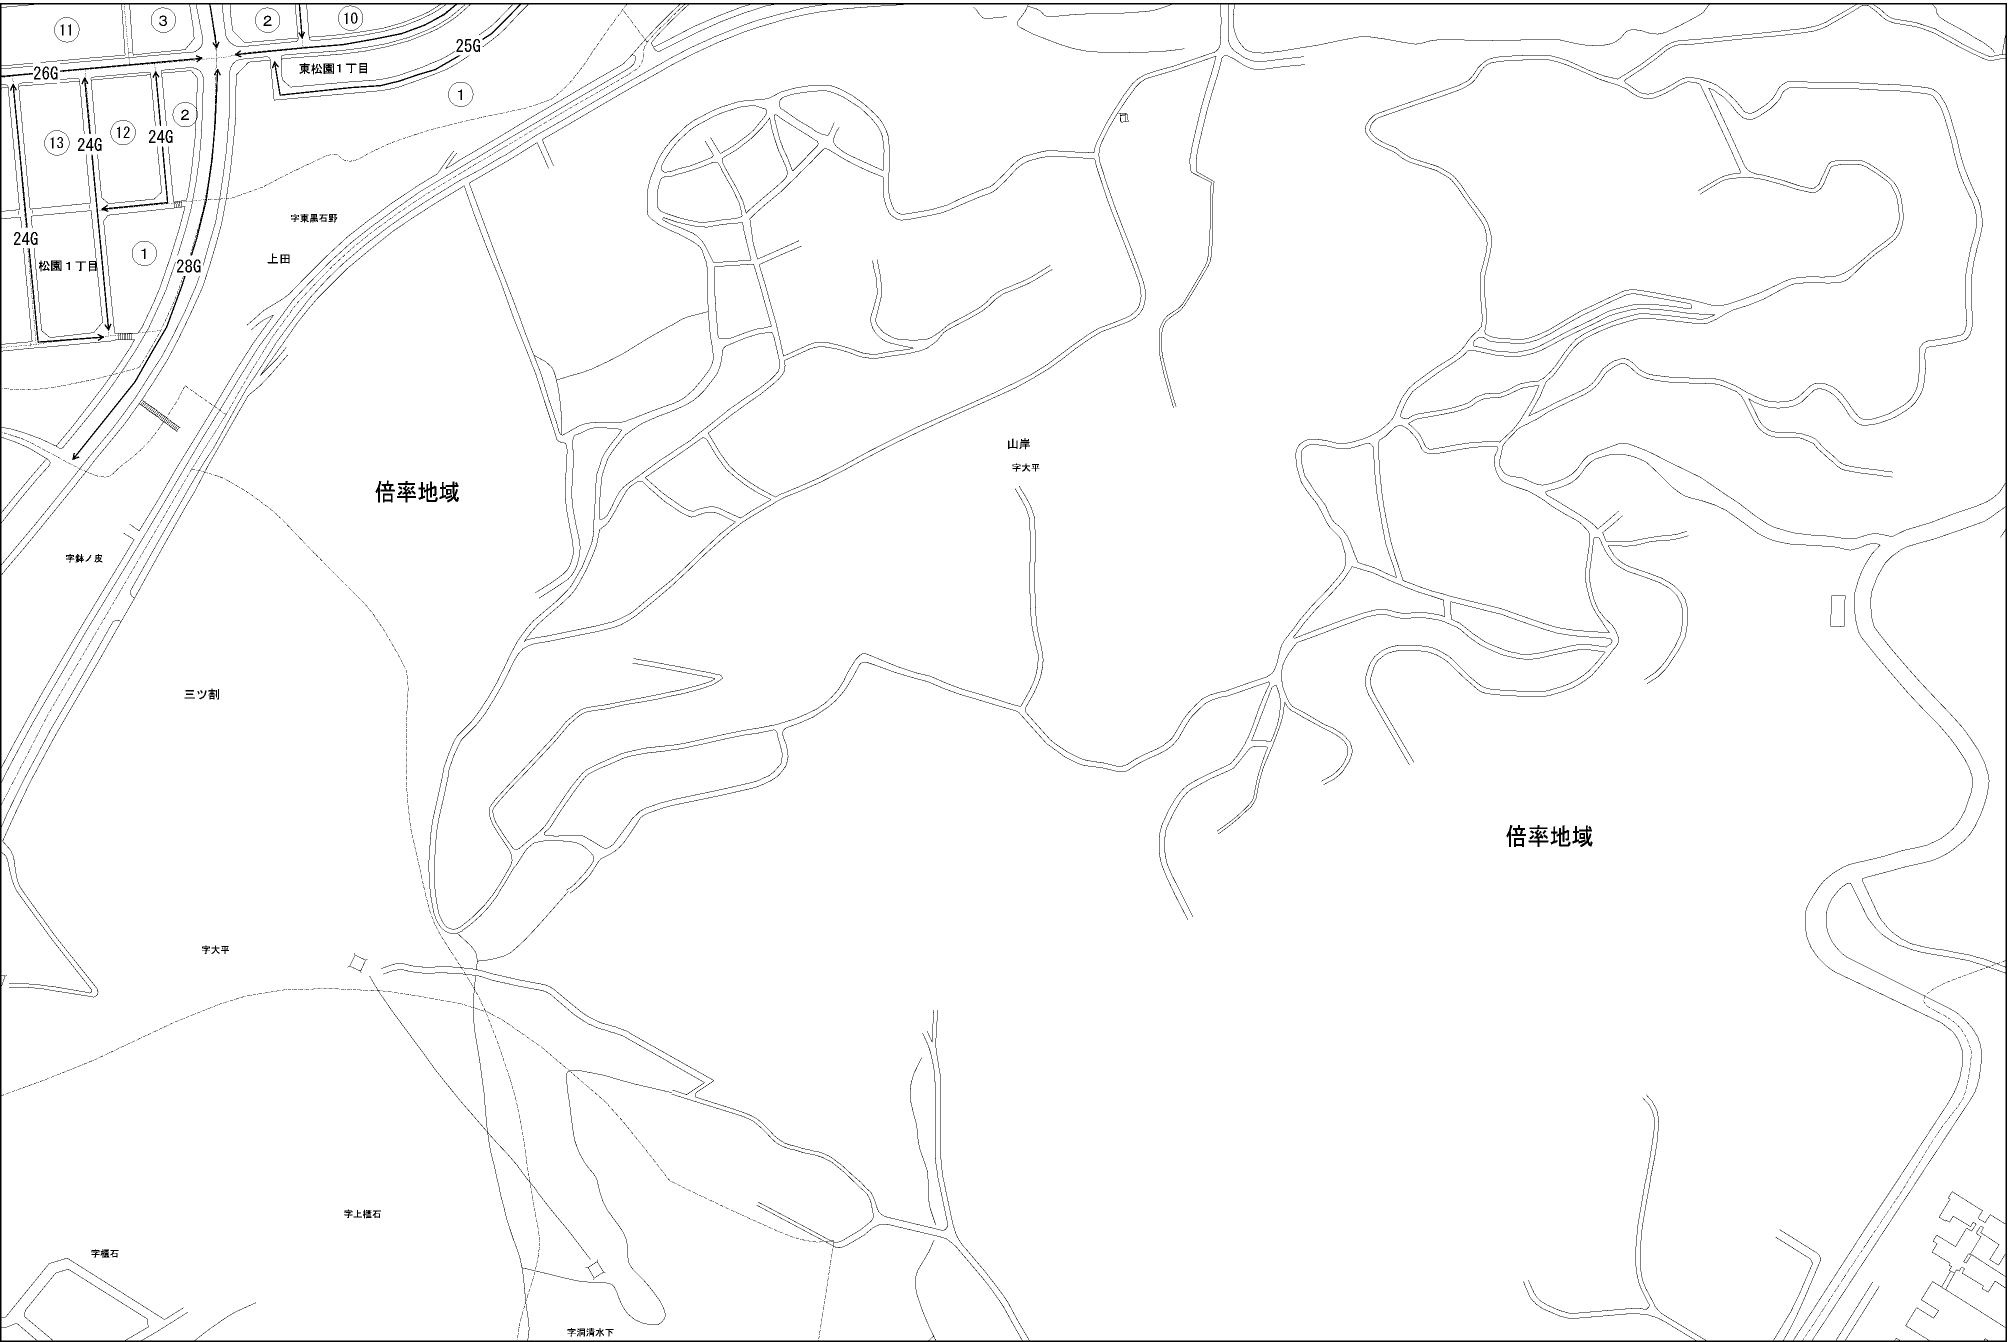 11
3
2
10
25G
26G
東松園1丁目
1
2
13
24G
12
24G
24G
1
松園1丁目
28G
字東黒石野
上田
山岸
字大平
倍率地域
字鉢ノ皮
三ツ割
倍率地域
字大平
字上櫃石
字櫃石
字洞清水下